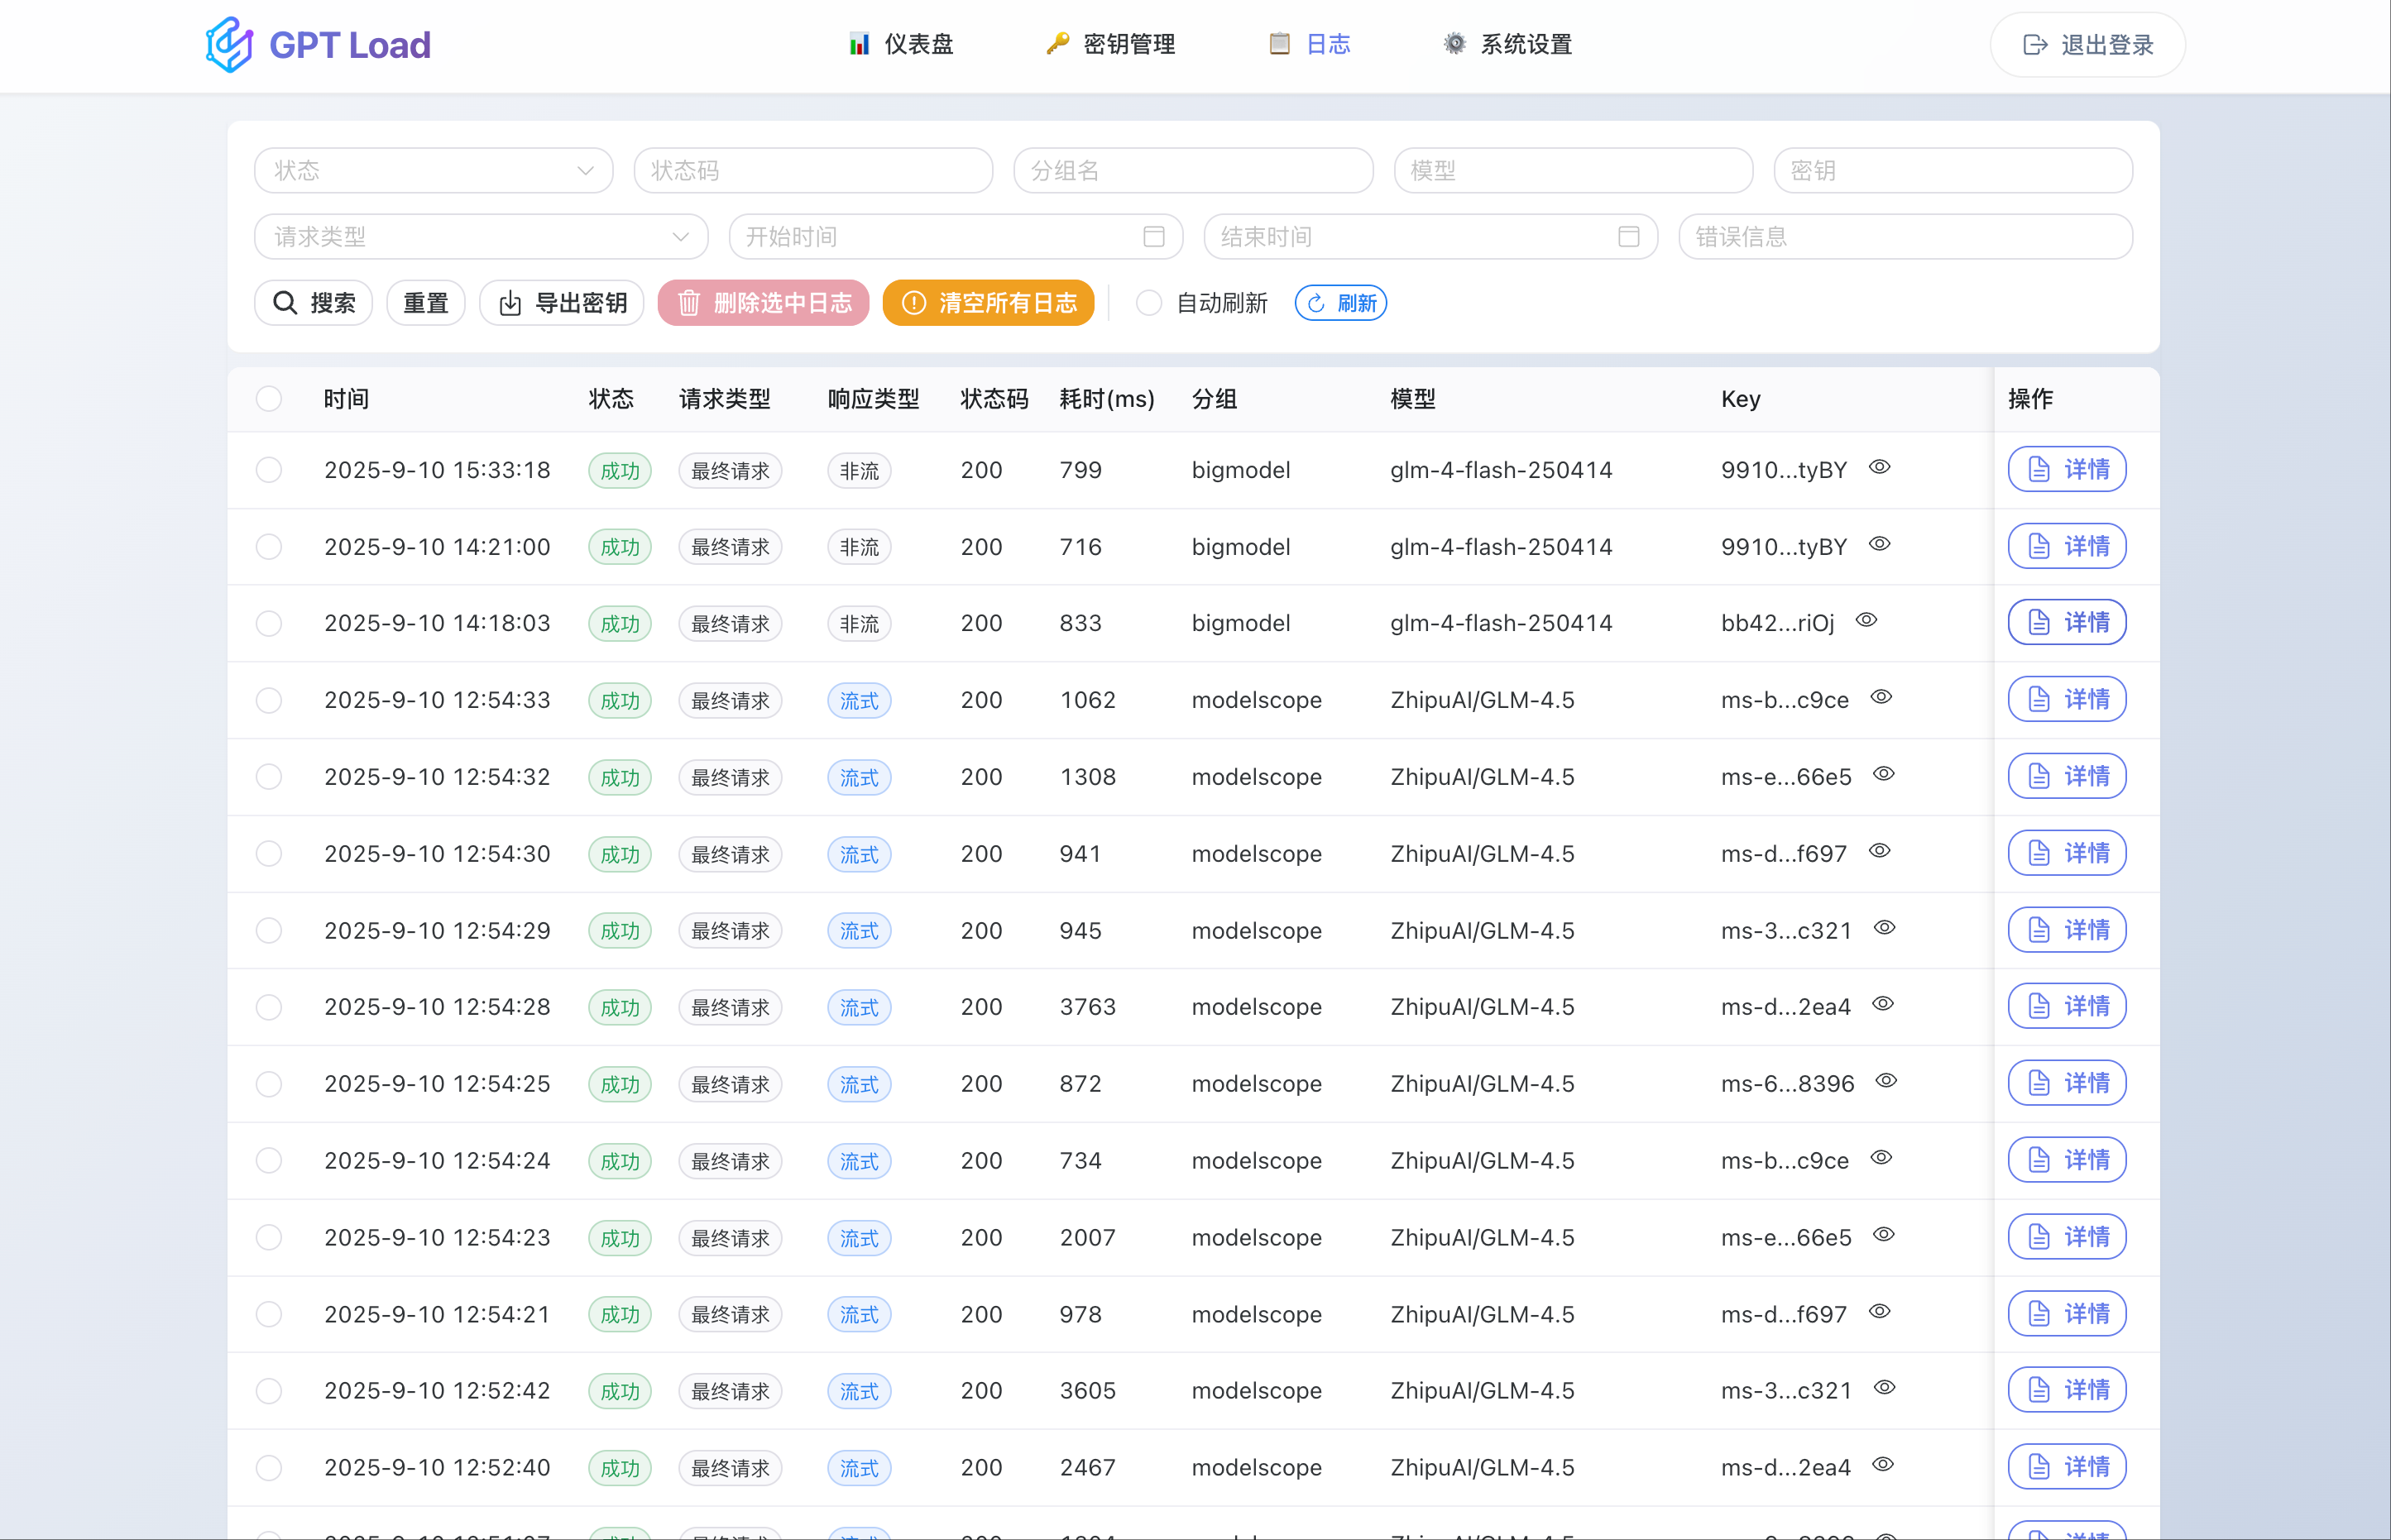 GPT Load 仪表盘 密钥管理 日志 系统设置 退出登录
状态 状态码 分组名 模型 密钥
请求类型 开始时间 结束时间 错误信息
搜索 重置 导出密钥 删除选中日志 清空所有日志 自动刷新 刷新
时间 状态 请求类型 响应类型 状态码 耗时(ms) 分组 模型 Key 操作
2025-9-10 15:33:18 成功 最终请求 非流 200 799 bigmodel glm-4-flash-250414 9910...tyBY 详情
2025-9-10 14:21:00 成功 最终请求 非流 200 716 bigmodel glm-4-flash-250414 9910...tyBY 详情
2025-9-10 14:18:03 成功 最终请求 非流 200 833 bigmodel glm-4-flash-250414 bb42...riOj 详情
2025-9-10 12:54:33 成功 最终请求 流式 200 1062 modelscope ZhipuAI/GLM-4.5 ms-b...c9ce 详情
2025-9-10 12:54:32 成功 最终请求 流式 200 1308 modelscope ZhipuAI/GLM-4.5 ms-e...66e5 详情
2025-9-10 12:54:30 成功 最终请求 流式 200 941 modelscope ZhipuAI/GLM-4.5 ms-d...f697 详情
2025-9-10 12:54:29 成功 最终请求 流式 200 945 modelscope ZhipuAI/GLM-4.5 ms-3...c321 详情
2025-9-10 12:54:28 成功 最终请求 流式 200 3763 modelscope ZhipuAI/GLM-4.5 ms-d...2ea4 详情
2025-9-10 12:54:25 成功 最终请求 流式 200 872 modelscope ZhipuAI/GLM-4.5 ms-6...8396 详情
2025-9-10 12:54:24 成功 最终请求 流式 200 734 modelscope ZhipuAI/GLM-4.5 ms-b...c9ce 详情
2025-9-10 12:54:23 成功 最终请求 流式 200 2007 modelscope ZhipuAI/GLM-4.5 ms-e...66e5 详情
2025-9-10 12:54:21 成功 最终请求 流式 200 978 modelscope ZhipuAI/GLM-4.5 ms-d...f697 详情
2025-9-10 12:52:42 成功 最终请求 流式 200 3605 modelscope ZhipuAI/GLM-4.5 ms-3...c321 详情
2025-9-10 12:52:40 成功 最终请求 流式 200 2467 modelscope ZhipuAI/GLM-4.5 ms-d...2ea4 详情